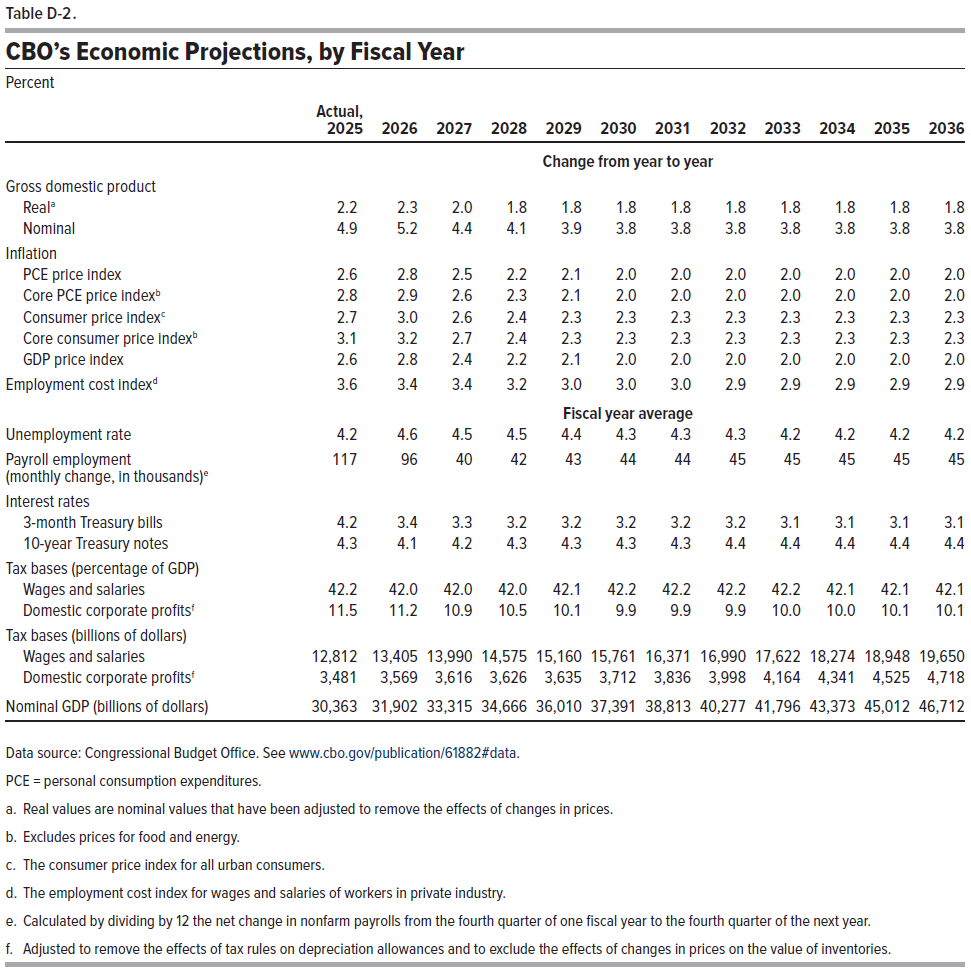 Table D-2.
CBO’s Economic Projections, by Fiscal Year
Percent
Actual,
2025 2026 2027 2028 2029 2030 2031 2032 2033 2034 2035 2036
Change from year to year
Gross domestic product
Realᵃ 2.2 2.3 2.0 1.8 1.8 1.8 1.8 1.8 1.8 1.8 1.8 1.8
Nominal 4.9 5.2 4.4 4.1 3.9 3.8 3.8 3.8 3.8 3.8 3.8 3.8
Inflation
PCE price index 2.6 2.8 2.5 2.2 2.1 2.0 2.0 2.0 2.0 2.0 2.0 2.0
Core PCE price indexᵇ 2.8 2.9 2.6 2.3 2.1 2.0 2.0 2.0 2.0 2.0 2.0 2.0
Consumer price indexᶜ 2.7 3.0 2.6 2.4 2.3 2.3 2.3 2.3 2.3 2.3 2.3 2.3
Core consumer price indexᵇ 3.1 3.2 2.7 2.4 2.3 2.3 2.3 2.3 2.3 2.3 2.3 2.3
GDP price index 2.6 2.8 2.4 2.2 2.1 2.0 2.0 2.0 2.0 2.0 2.0 2.0
Employment cost indexᵈ 3.6 3.4 3.4 3.2 3.0 3.0 3.0 2.9 2.9 2.9 2.9 2.9
Fiscal year average
Unemployment rate 4.2 4.6 4.5 4.5 4.4 4.3 4.3 4.3 4.2 4.2 4.2 4.2
Payroll employment 117 96 40 42 43 44 44 45 45 45 45 45
(monthly change, in thousands)ᵉ
Interest rates
3-month Treasury bills 4.2 3.4 3.3 3.2 3.2 3.2 3.2 3.2 3.1 3.1 3.1 3.1
10-year Treasury notes 4.3 4.1 4.2 4.3 4.3 4.3 4.3 4.4 4.4 4.4 4.4 4.4
Tax bases (percentage of GDP)
Wages and salaries 42.2 42.0 42.0 42.0 42.1 42.2 42.2 42.2 42.2 42.1 42.1 42.1
Domestic corporate profitsᶠ 11.5 11.2 10.9 10.5 10.1 9.9 9.9 9.9 10.0 10.0 10.1 10.1
Tax bases (billions of dollars)
Wages and salaries 12,812 13,405 13,990 14,575 15,160 15,761 16,371 16,990 17,622 18,274 18,948 19,650
Domestic corporate profitsᶠ 3,481 3,569 3,616 3,626 3,635 3,712 3,836 3,998 4,164 4,341 4,525 4,718
Nominal GDP (billions of dollars) 30,363 31,902 33,315 34,666 36,010 37,391 38,813 40,277 41,796 43,373 45,012 46,712
Data source: Congressional Budget Office. See www.cbo.gov/publication/61882#data.
PCE = personal consumption expenditures.
a. Real values are nominal values that have been adjusted to remove the effects of changes in prices.
b. Excludes prices for food and energy.
c. The consumer price index for all urban consumers.
d. The employment cost index for wages and salaries of workers in private industry.
e. Calculated by dividing by 12 the net change in nonfarm payrolls from the fourth quarter of one fiscal year to the fourth quarter of the next year.
f. Adjusted to remove the effects of tax rules on depreciation allowances and to exclude the effects of changes in prices on the value of inventories.